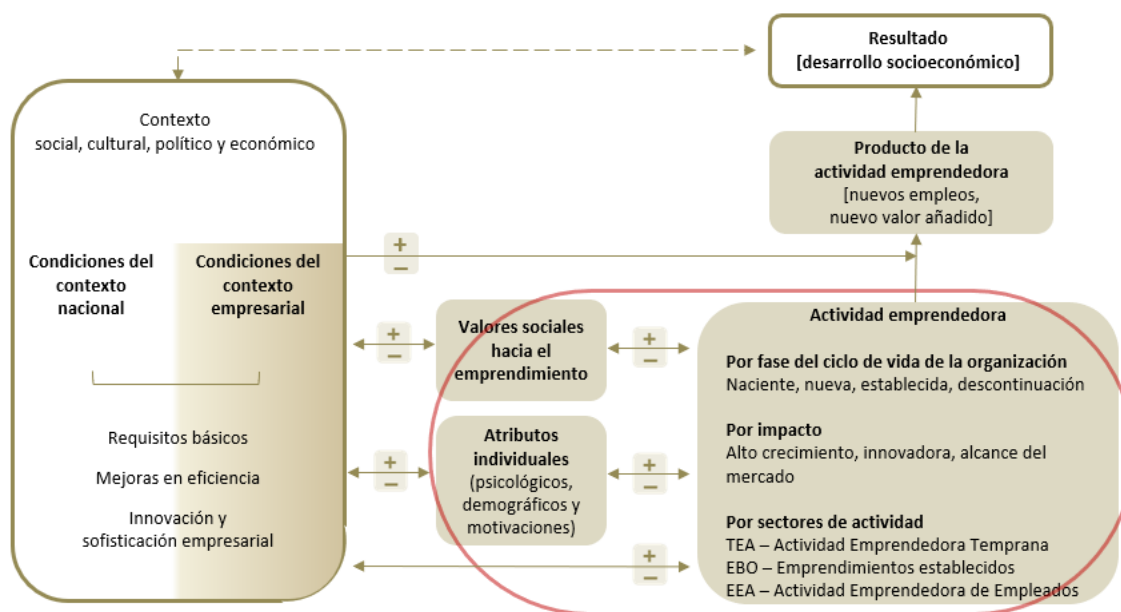 Resultado
[desarrollo socioeconómico]
Contexto
social, cultural, político y económico
Producto de la
actividad emprendedora
[nuevos empleos,
nuevo valor añadido]
Condiciones del
contexto
nacional
Condiciones del
contexto
empresarial
+
−
Valores sociales
hacia el
emprendimiento
+
−
+
−
Actividad emprendedora
Por fase del ciclo de vida de la organización
Naciente, nueva, establecida, descontinuación
Por impacto
Alto crecimiento, innovadora, alcance del
mercado
Por sectores de actividad
TEA – Actividad Emprendedora Temprana
EBO – Emprendimientos establecidos
EEA – Actividad Emprendedora de Empleados
Requisitos básicos
Mejoras en eficiencia
Innovación y
sofisticación empresarial
Atributos
individuales
(psicológicos,
demográficos y
motivaciones)
+
−
+
−
+
−